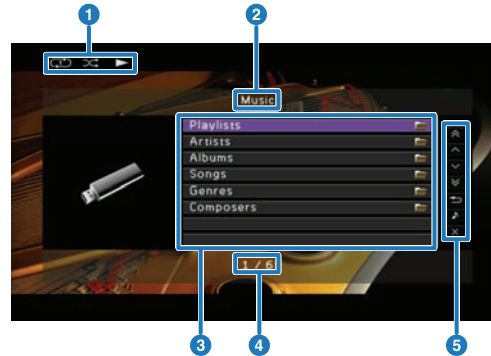 1
2
Music
Playlists
Artists
Albums
Songs
Genres
Composers
1 / 6
3
4
5